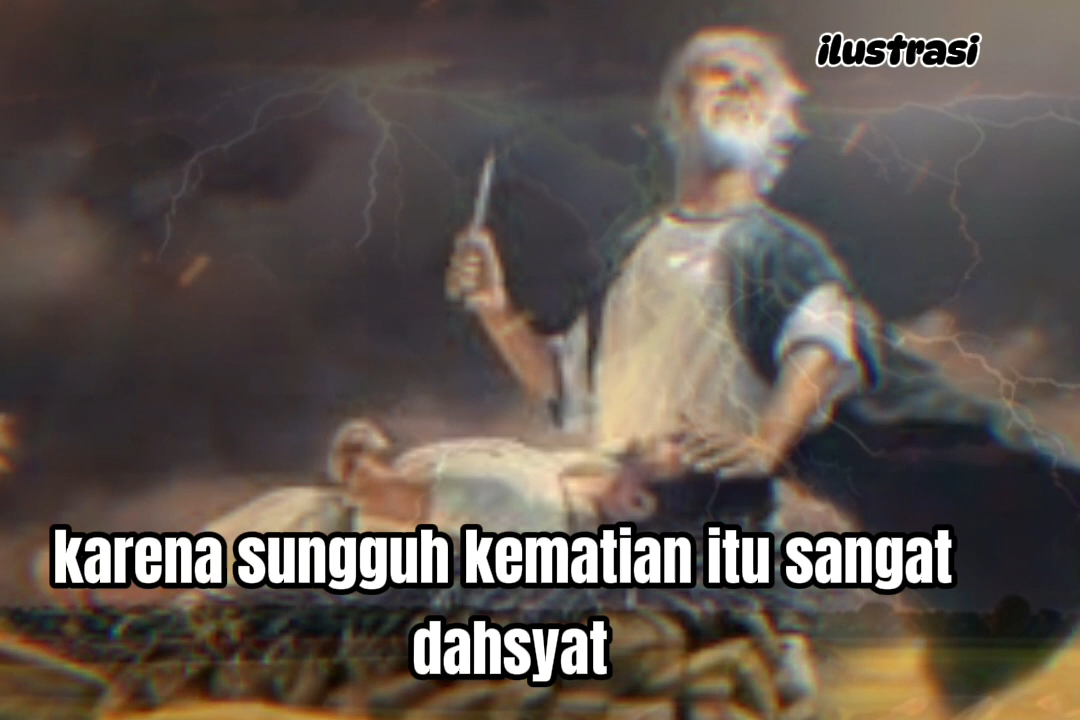 ilustrasi
karena sungguh kematian itu sangat
dahsyat